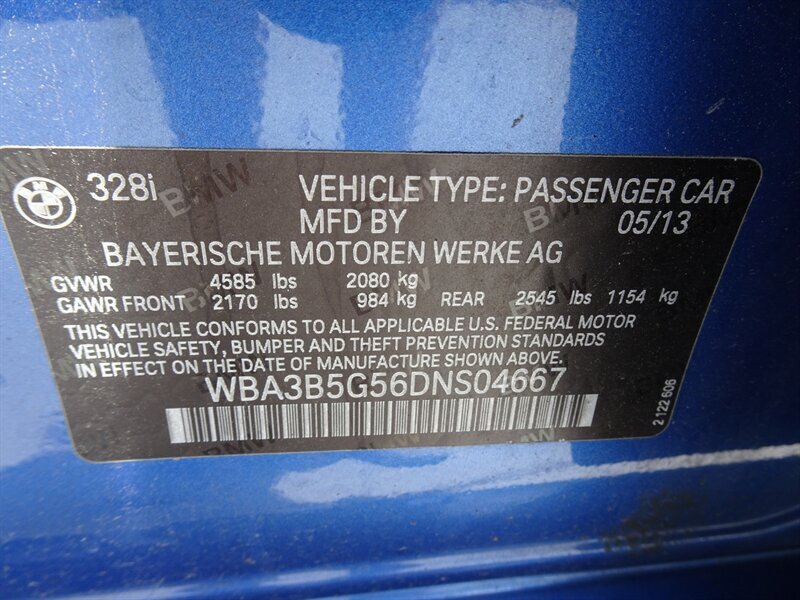 BMW 328i VEHICLE TYPE: PASSENGER CAR
MFD BY 05/13
BAYERISCHE MOTOREN WERKE AG
GVWR 4585 lbs 2080 kg
GAWR FRONT 2170 lbs 984 kg REAR 2545 lbs 1154 kg
THIS VEHICLE CONFORMS TO ALL APPLICABLE U.S. FEDERAL MOTOR
VEHICLE SAFETY, BUMPER AND THEFT PREVENTION STANDARDS
IN EFFECT ON THE DATE OF MANUFACTURE SHOWN ABOVE.
WBA3B5G56DNS04667
2 122 606